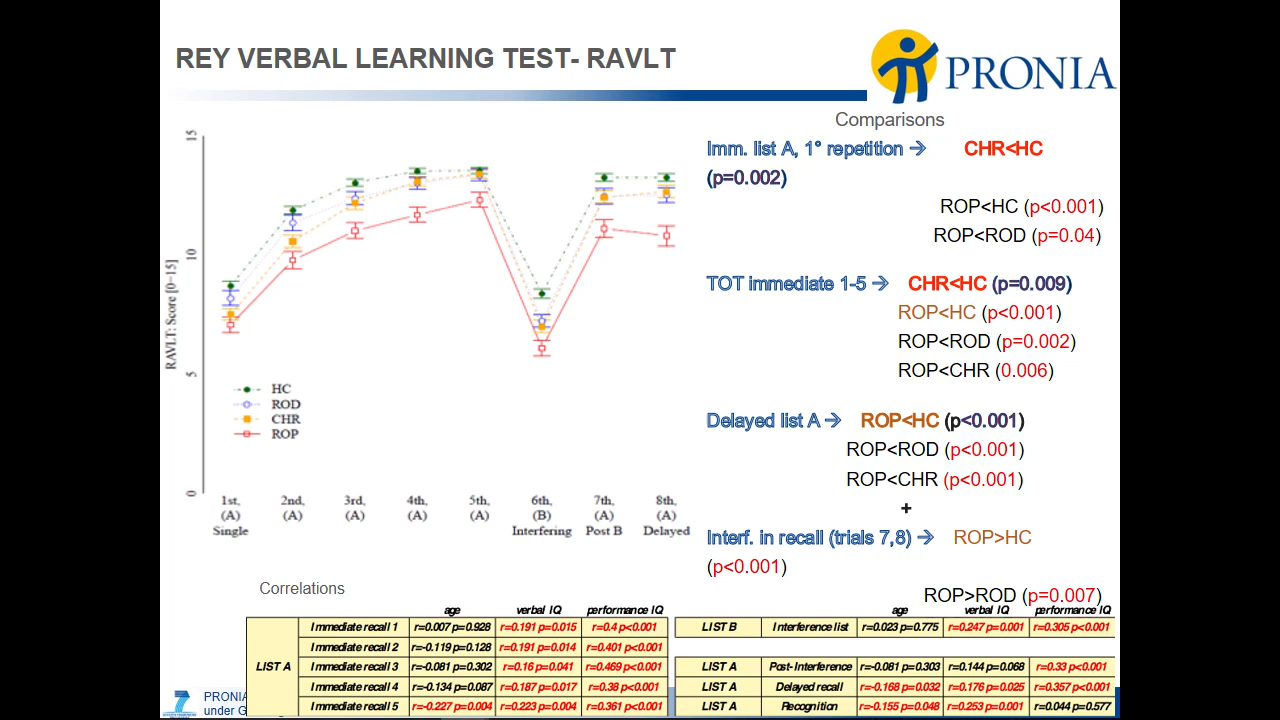 REY VERBAL LEARNING TEST- RAVLT
PRONIA
Comparisons
Imm. list A, 1° repetition → CHR<HC
(p=0.002)
ROP<HC (p<0.001)
ROP<ROD (p=0.04)
TOT immediate 1-5 → CHR<HC (p=0.009)
ROP<HC (p<0.001)
ROP<ROD (p=0.002)
ROP<CHR (0.006)
Delayed list A → ROP<HC (p<0.001)
ROP<ROD (p<0.001)
ROP<CHR (p<0.001)
+
Interf. in recall (trials 7,8) → ROP>HC
(p<0.001)
ROP>ROD (p=0.007)
RAVLT: Score [0−15]
15
10
5
0
HC
ROD
CHR
ROP
1st, 2nd, 3rd, 4th, 5th, 6th, 7th, 8th,
(A) (A) (A) (A) (A) (B) (A) (A)
Single Interfering Post B Delayed
Correlations
age verbal IQ performance IQ
LIST A
Immediate recall 1 r=0.007 p=0.928 r=0.191 p=0.015 r=0.4 p<0.001
Immediate recall 2 r=-0.119 p=0.128 r=0.191 p=0.014 r=0.401 p<0.001
Immediate recall 3 r=-0.081 p=0.302 r=0.16 p=0.041 r=0.469 p<0.001
Immediate recall 4 r=-0.134 p=0.087 r=0.187 p=0.017 r=0.38 p<0.001
Immediate recall 5 r=-0.227 p=0.004 r=0.223 p=0.004 r=0.361 p<0.001
age verbal IQ performance IQ
LIST B Interference list r=0.023 p=0.775 r=0.247 p=0.001 r=0.305 p<0.001
LIST A Post-Interference r=-0.081 p=0.303 r=0.144 p=0.068 r=0.33 p<0.001
LIST A Delayed recall r=-0.168 p=0.032 r=0.176 p=0.025 r=0.357 p<0.001
LIST A Recognition r=-0.155 p=0.048 r=0.253 p=0.001 r=0.044 p=0.577
PRONIA
under G